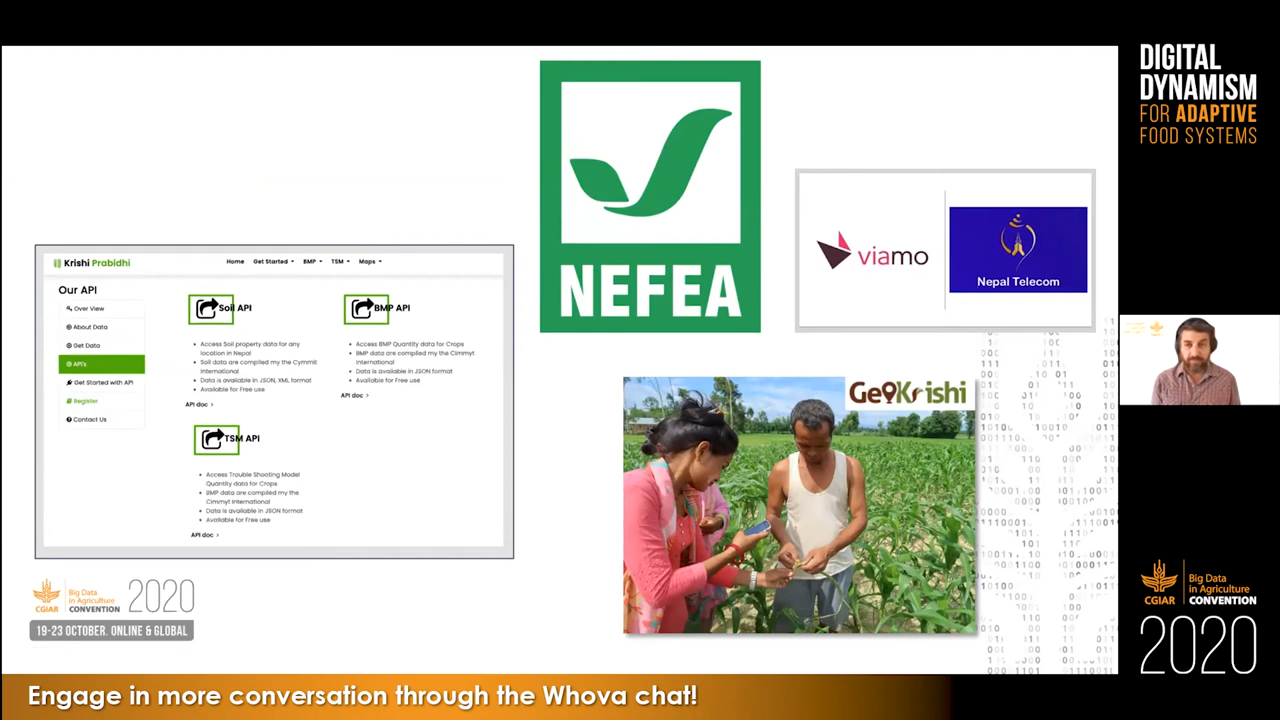 DIGITAL
DYNAMISM
FOR ADAPTIVE
FOOD SYSTEMS
NEFEA
viamo
Nepal Telecom
Krishi Prabidhi
Home Get Started BMP TSM Maps
Our API
Over View
About Data
Get Data
API's
Get Started with API
Register
Contact Us
Soil API
Access Soil property data for any
location in Nepal
Soil data are compiled my the Cymmit
International
Data is available in JSON, XML format
Available for Free use
API doc >
BMP API
Access BMP Quantity data for Crops
BMP data are compiled my the Cimmyt
International
Data is available in JSON format
Available for Free use
API doc >
TSM API
Access Trouble Shooting Model
Quantity data for Crops
BMP data are compiled my the
Cimmyt International
Data is available in JSON format
Available for Free use
API doc >
GeoKrishi
CGIAR
Big Data
in Agriculture
CONVENTION
2020
19-23 OCTOBER. ONLINE & GLOBAL
CGIAR
Big Data
in Agriculture
CONVENTION
2020
Engage in more conversation through the Whova chat!